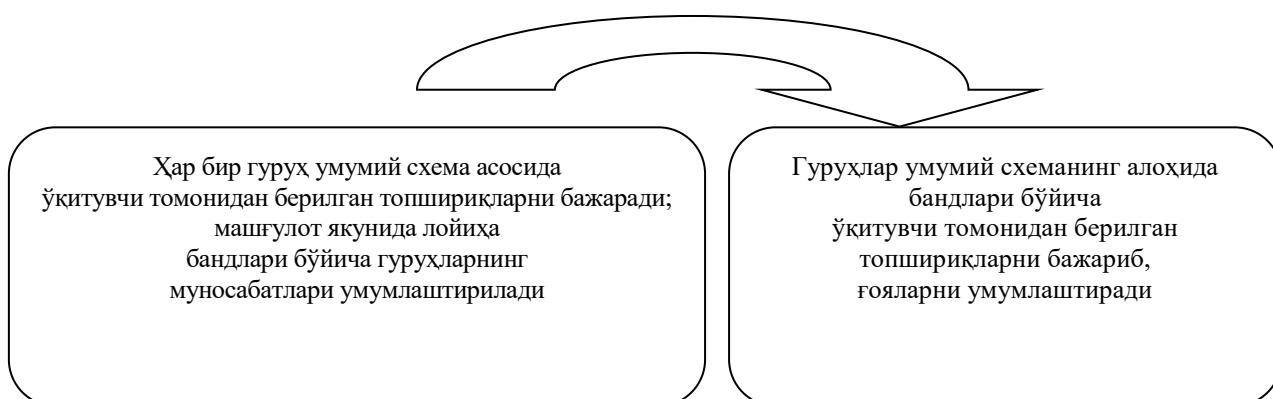 Ҳар бир гуруҳ умумий схема асосида
ўқитувчи томонидан берилган топшириқларни бажаради;
машғулот якунида лойиҳа
бандлари бўйича гуруҳларнинг
муносабатлари умумлаштирилади
Гуруҳлар умумий схеманинг алоҳида
бандлари бўйича
ўқитувчи томонидан берилган
топшириқларни бажариб,
ғояларни умумлаштиради